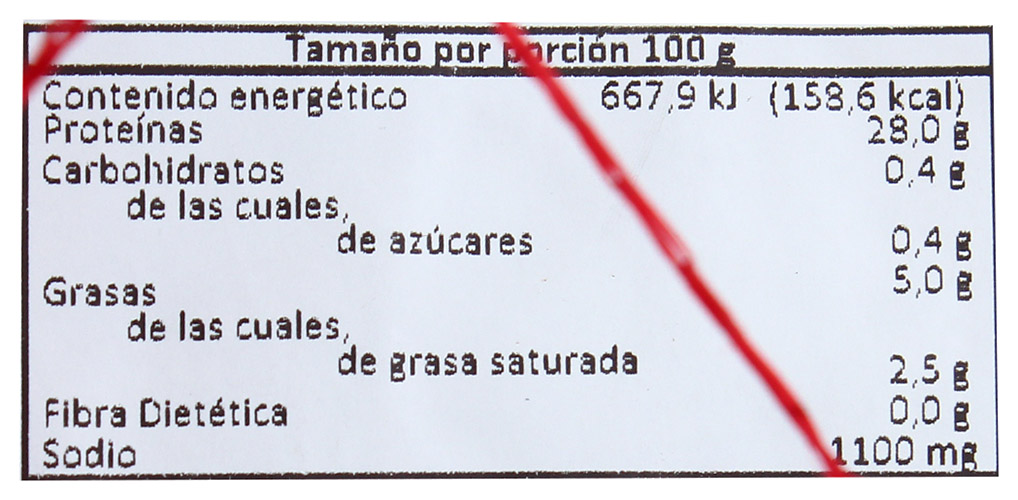 Tamaño por porción 100 g
Contenido energético 667,9 kJ (158,6 kcal)
Proteínas 28,0 g
Carbohidratos 0,4 g
de las cuales,
de azúcares 0,4 g
Grasas 5,0 g
de las cuales,
de grasa saturada 2,5 g
Fibra Dietética 0,0 g
Sodio 1100 mg